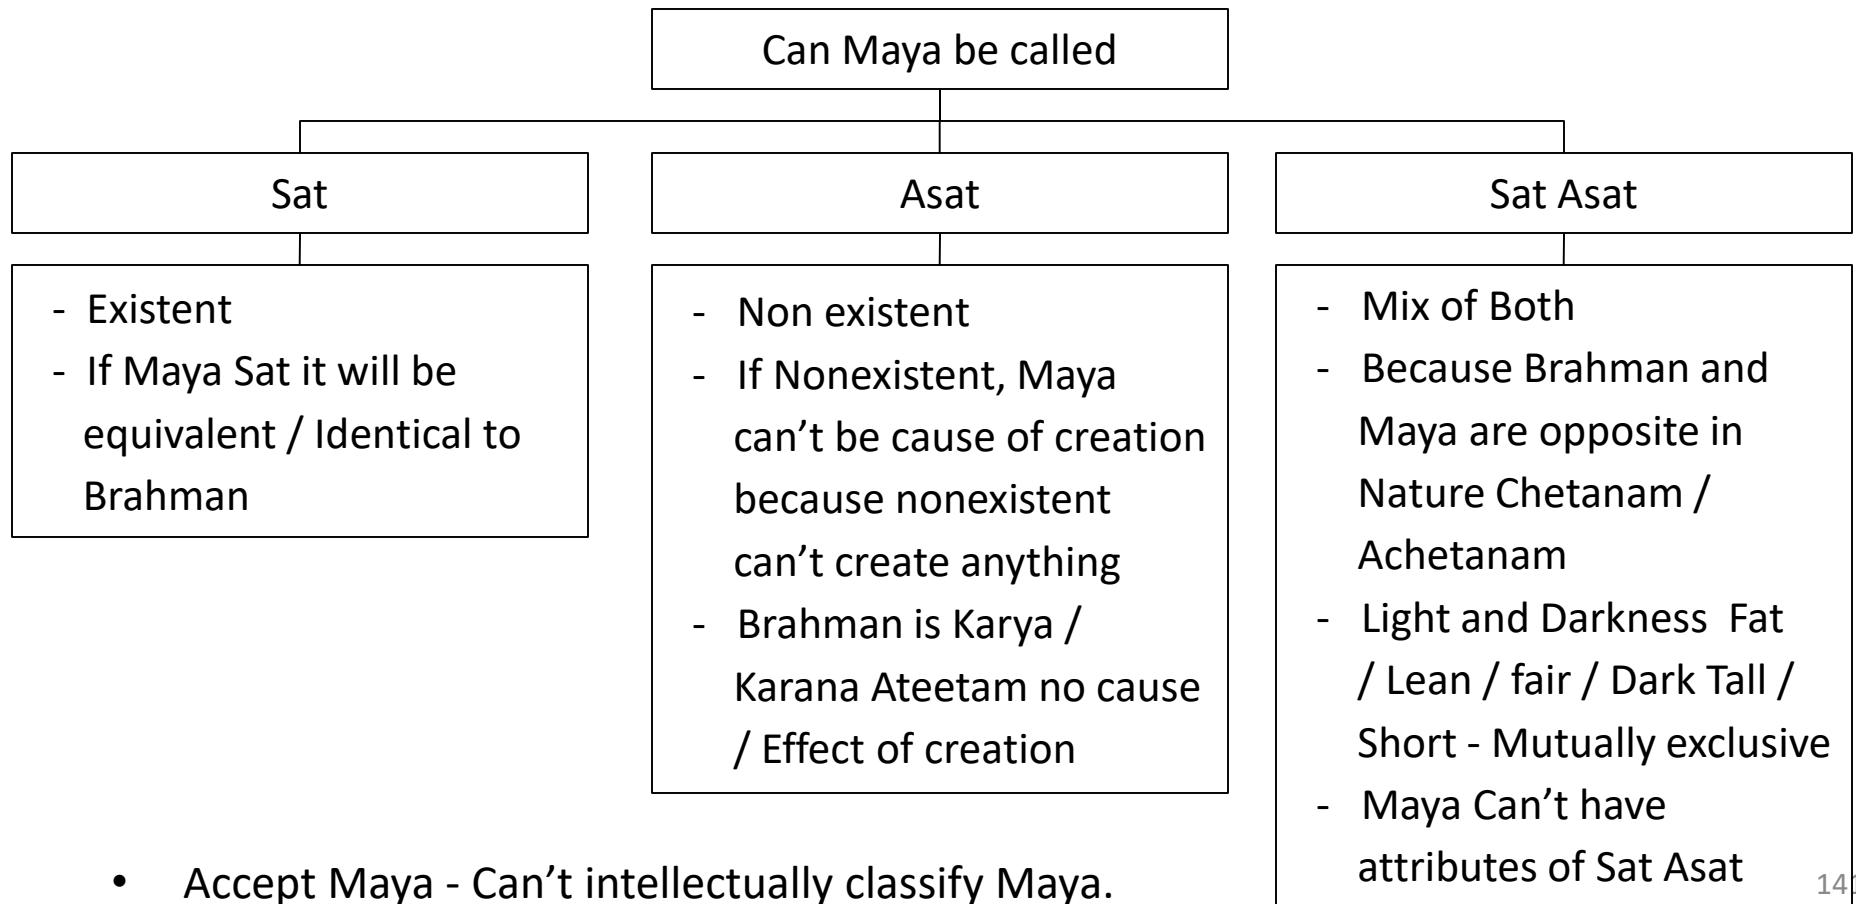 Can Maya be called
Sat
- Existent
- If Maya Sat it will be
equivalent / Identical to
Brahman
Asat
- Non existent
- If Nonexistent, Maya
can’t be cause of creation
because nonexistent
can’t create anything
- Brahman is Karya /
Karana Ateetam no cause
/ Effect of creation
Sat Asat
- Mix of Both
- Because Brahman and
Maya are opposite in
Nature Chetanam /
Achetanam
- Light and Darkness Fat
/ Lean / fair / Dark Tall /
Short - Mutually exclusive
- Maya Can’t have
attributes of Sat Asat
• Accept Maya - Can’t intellectually classify Maya.